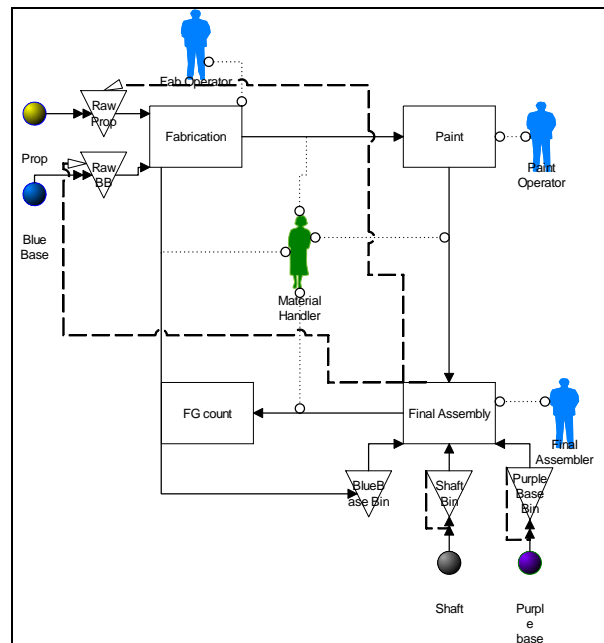 Fab Operator
Raw
Prop
Fabrication
Paint
Prop
Raw
BB
Paint
Operator
Blue
Base
Material
Handler
FG count
Final Assembly
Final
Assembler
BlueB
ase Bin
Shaft
Bin
Purple
Base
Bin
Shaft
Purpl
e
base